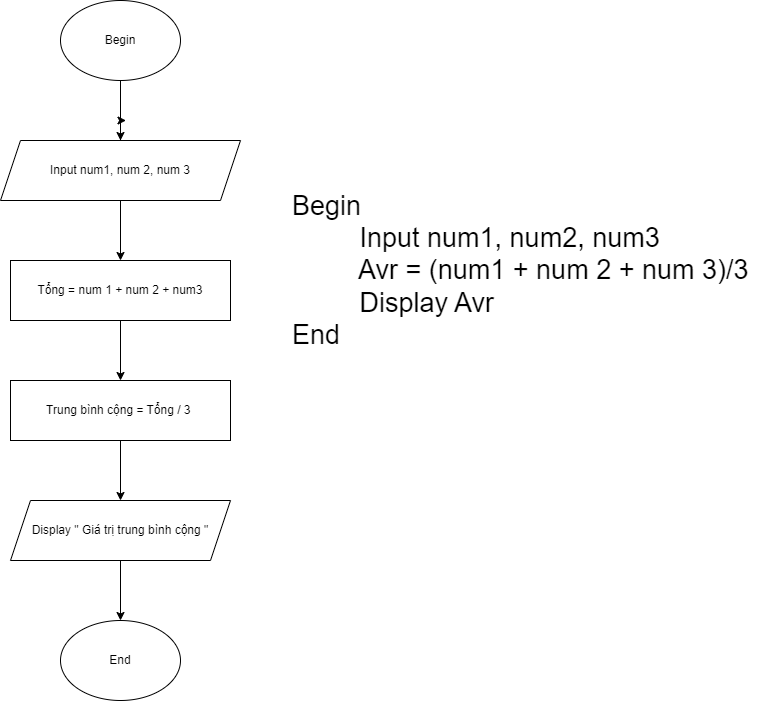 Begin
Input num1, num 2, num 3
Tổng = num 1 + num 2 + num3
Trung bình cộng = Tổng / 3
Display " Giá trị trung bình cộng "
End
Begin
Input num1, num2, num3
Avr = (num1 + num 2 + num 3)/3
Display Avr
End